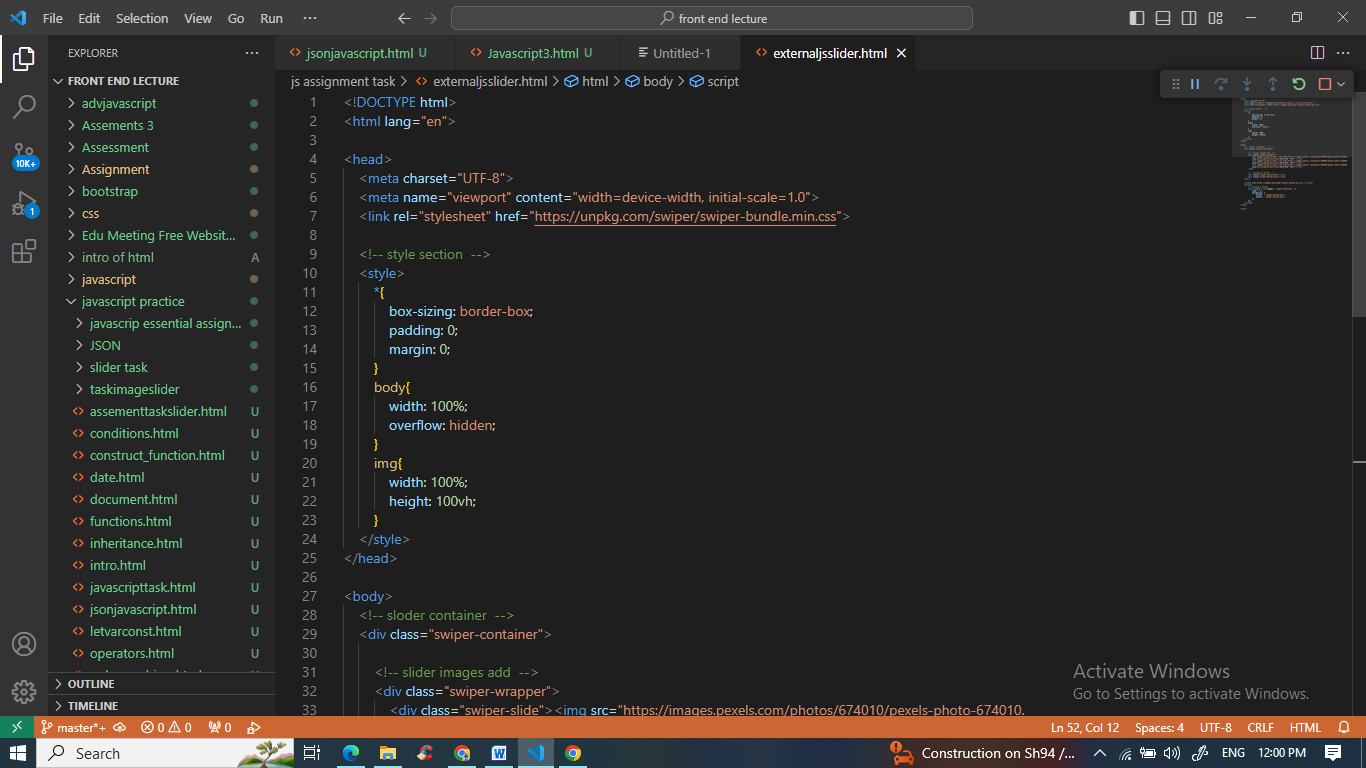 File Edit Selection View Go Run ··· front end lecture
EXPLORER ···
FRONT END LECTURE
advjavascript
Assements 3
Assessment
Assignment
bootstrap
css
Edu Meeting Free Websit...
intro of html A
javascript
javascript practice
javascrip essential assign...
JSON
slider task
taskimageslider
assementtaskslider.html U
conditions.html U
construct_function.html U
date.html U
document.html U
functions.html U
inheritance.html U
intro.html U
javascripttask.html U
jsonjavascript.html U
letvarconst.html U
operators.html U
OUTLINE
TIMELINE
10K+
1
jsonjavascript.html U Javascript3.html U Untitled-1 externaljsslider.html
js assignment task > externaljsslider.html > html > body > script
1 <!DOCTYPE html>
2 <html lang="en">
3
4 <head>
5 <meta charset="UTF-8">
6 <meta name="viewport" content="width=device-width, initial-scale=1.0">
7 <link rel="stylesheet" href="https://unpkg.com/swiper/swiper-bundle.min.css">
8
9 <!-- style section -->
10 <style>
11 *{
12 box-sizing: border-box;
13 padding: 0;
14 margin: 0;
15 }
16 body{
17 width: 100%;
18 overflow: hidden;
19 }
20 img{
21 width: 100%;
22 height: 100vh;
23 }
24 </style>
25 </head>
26
27 <body>
28 <!-- sloder container -->
29 <div class="swiper-container">
30
31 <!-- slider images add -->
32 <div class="swiper-wrapper">
33 <div class="swiper-slide"><img src="https://images.pexels.com/photos/674010/pexels-photo-674010.
Activate Windows
Go to Settings to activate Windows.
master*+ 0 0 0 Ln 52, Col 12 Spaces: 4 UTF-8 CRLF HTML
Search Construction on Sh94 /... ENG 12:00 PM